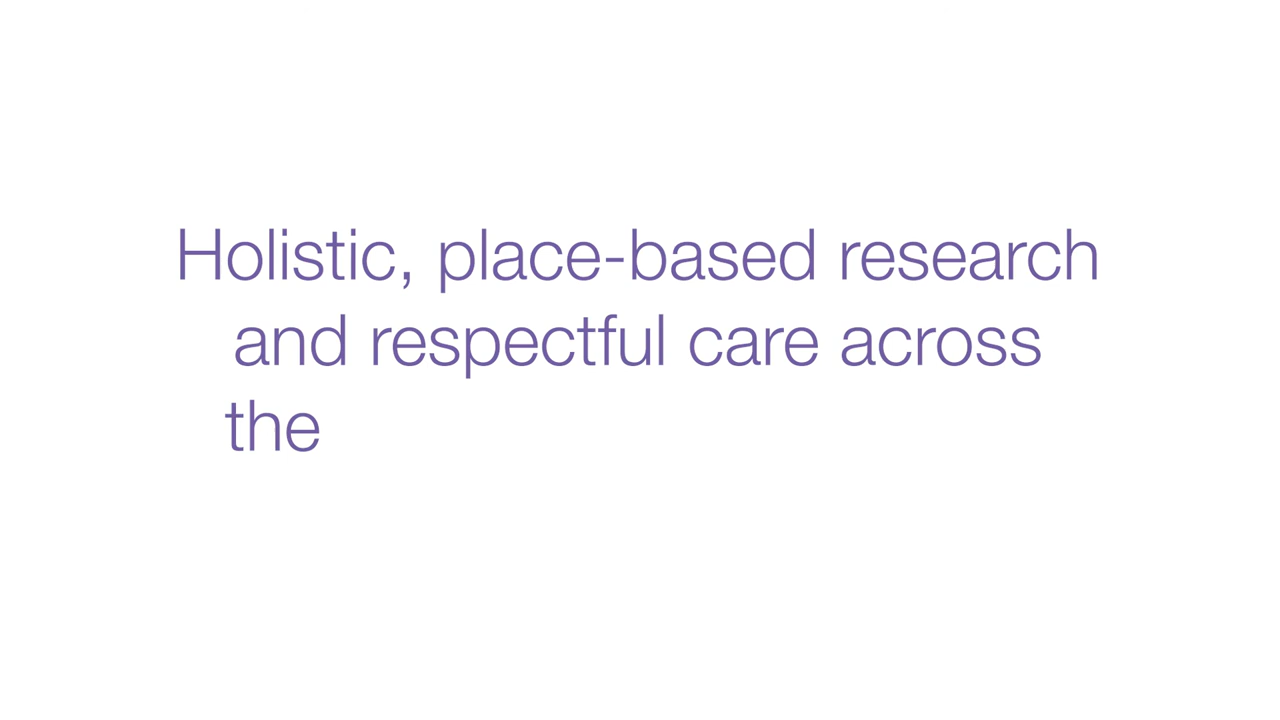 Holistic, place-based research
and respectful care across
the